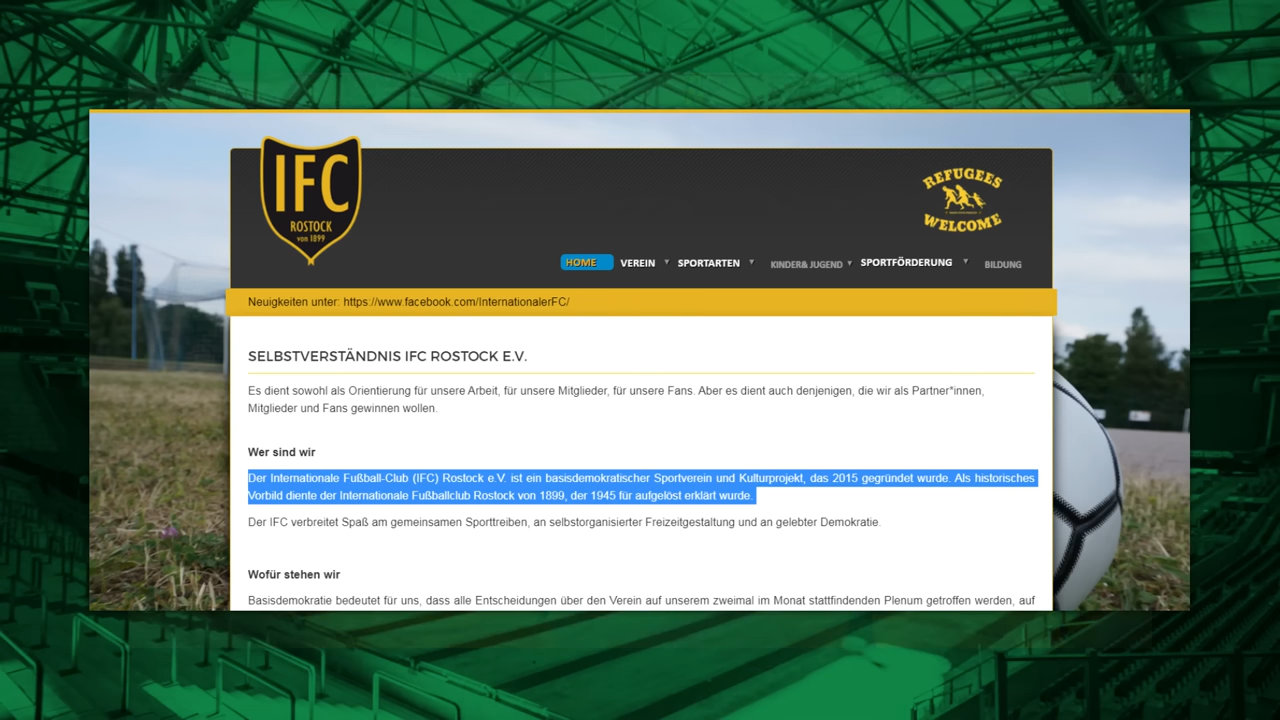 IFC
ROSTOCK
von 1899
REFUGEES
WELCOME
HOME VEREIN SPORTARTEN KINDER& JUGEND SPORTFÖRDERUNG BILDUNG
Neuigkeiten unter: https://www.facebook.com/InternationalerFC/
SELBSTVERSTÄNDNIS IFC ROSTOCK E.V.
Es dient sowohl als Orientierung für unsere Arbeit, für unsere Mitglieder, für unsere Fans. Aber es dient auch denjenigen, die wir als Partner*innen,
Mitglieder und Fans gewinnen wollen.
Wer sind wir
Der Internationale Fußball-Club (IFC) Rostock e.V. ist ein basisdemokratischer Sportverein und Kulturprojekt, das 2015 gegründet wurde. Als historisches
Vorbild diente der Internationale Fußballclub Rostock von 1899, der 1945 für aufgelöst erklärt wurde.
Der IFC verbreitet Spaß am gemeinsamen Sporttreiben, an selbstorganisierter Freizeitgestaltung und an gelebter Demokratie.
Wofür stehen wir
Basisdemokratie bedeutet für uns, dass alle Entscheidungen über den Verein auf unserem zweimal im Monat stattfindenden Plenum getroffen werden, auf